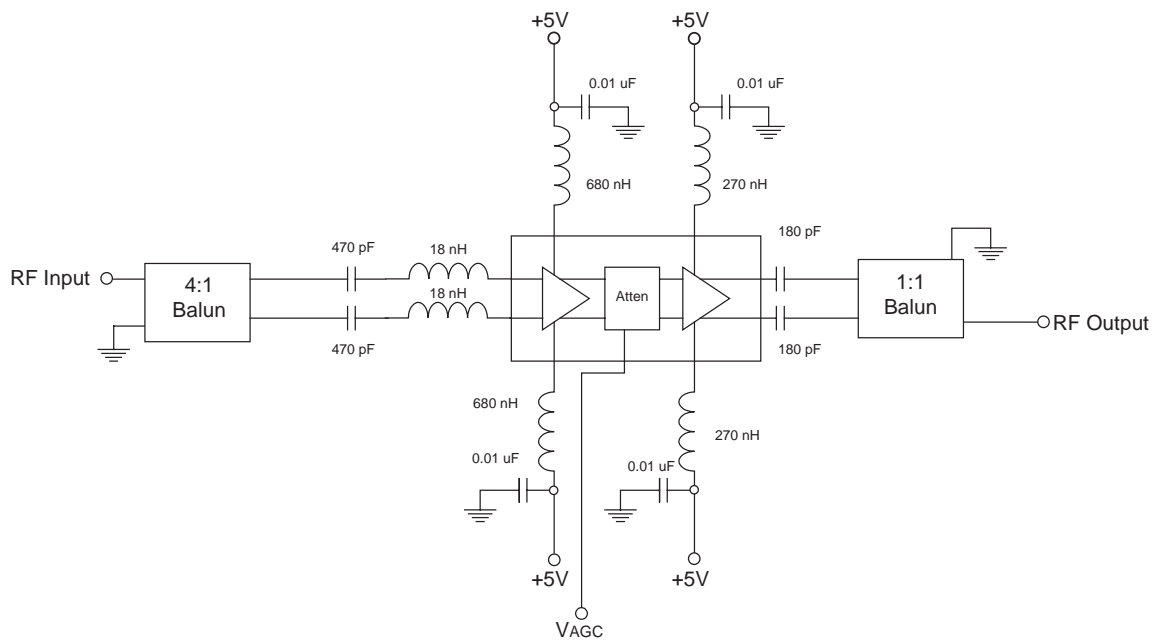 +5V
+5V
0.01 uF
0.01 uF
680 nH
270 nH
470 pF
18 nH
180 pF
RF Input
4:1
Balun
18 nH
Atten
1:1
Balun
RF Output
470 pF
180 pF
680 nH
270 nH
0.01 uF
0.01 uF
+5V
+5V
VAGC